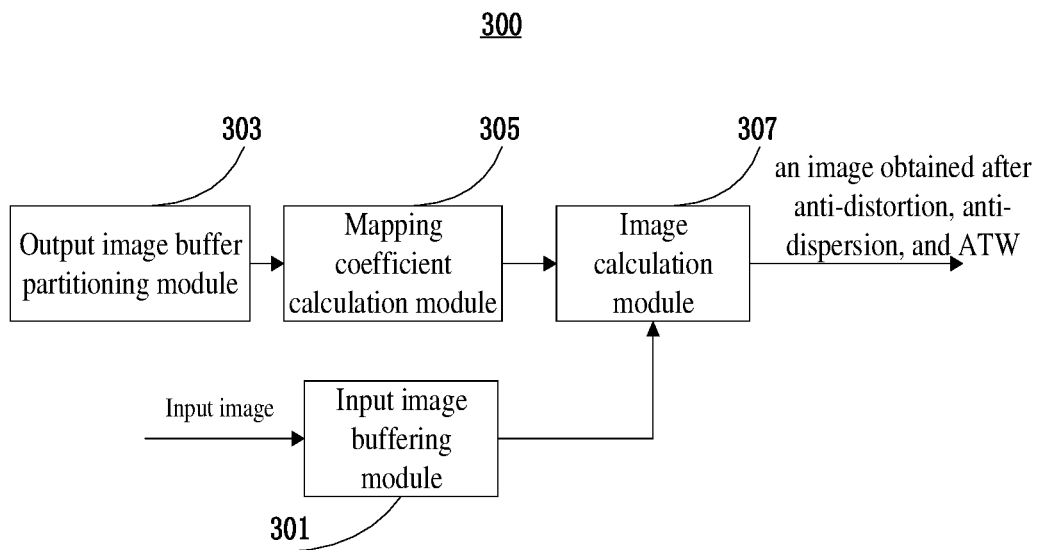 300
303
305
307
an image obtained after
anti-distortion, anti-
dispersion, and ATW
Output image buffer
partitioning module
Mapping
coefficient
calculation module
Image
calculation
module
Input image
Input image
buffering
module
301